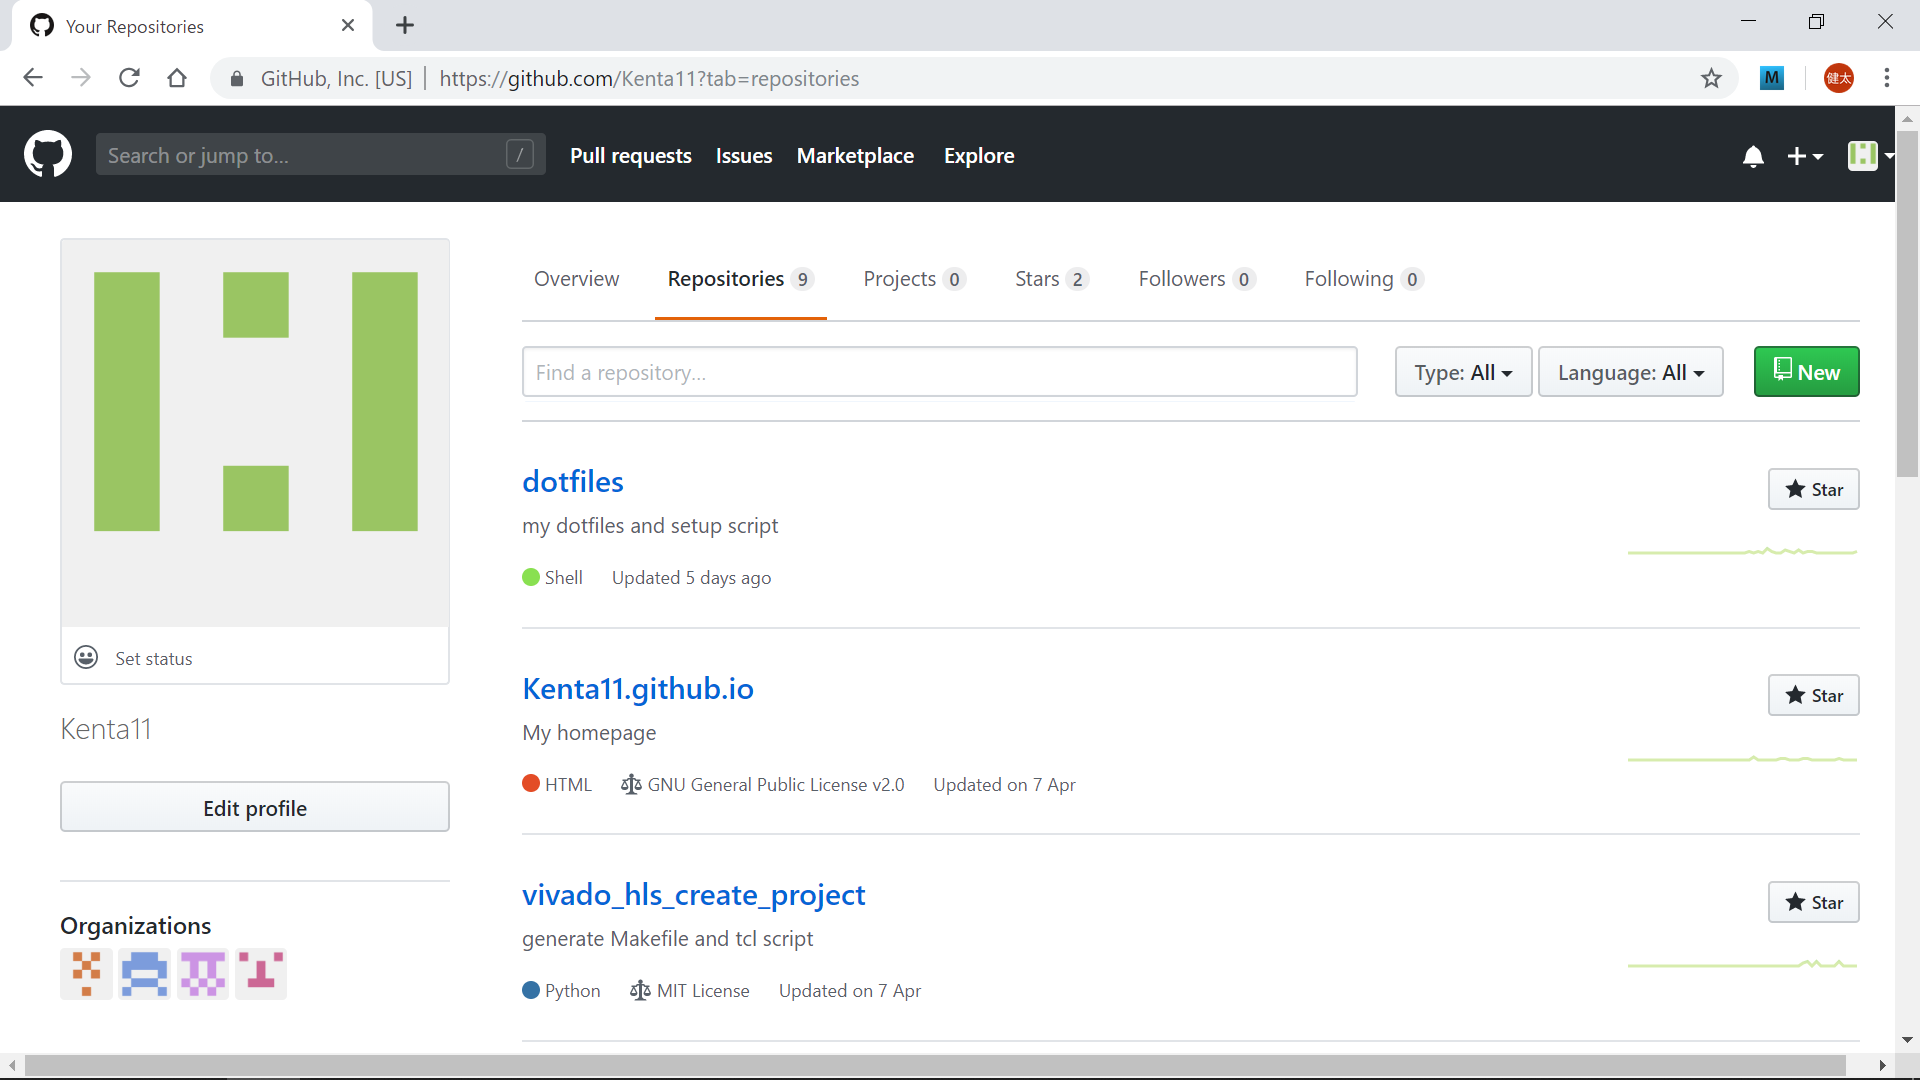 Your Repositories
GitHub, Inc. [US] https://github.com/Kenta11?tab=repositories
M
健太
Search or jump to...
/
Pull requests
Issues
Marketplace
Explore
Overview
Repositories 9
Projects 0
Stars 2
Followers 0
Following 0
Find a repository...
Type: All
Language: All
New
dotfiles
Star
my dotfiles and setup script
Shell
Updated 5 days ago
Set status
Kenta11.github.io
Star
My homepage
HTML
GNU General Public License v2.0
Updated on 7 Apr
Kenta11
Edit profile
vivado_hls_create_project
Star
generate Makefile and tcl script
Python
MIT License
Updated on 7 Apr
Organizations